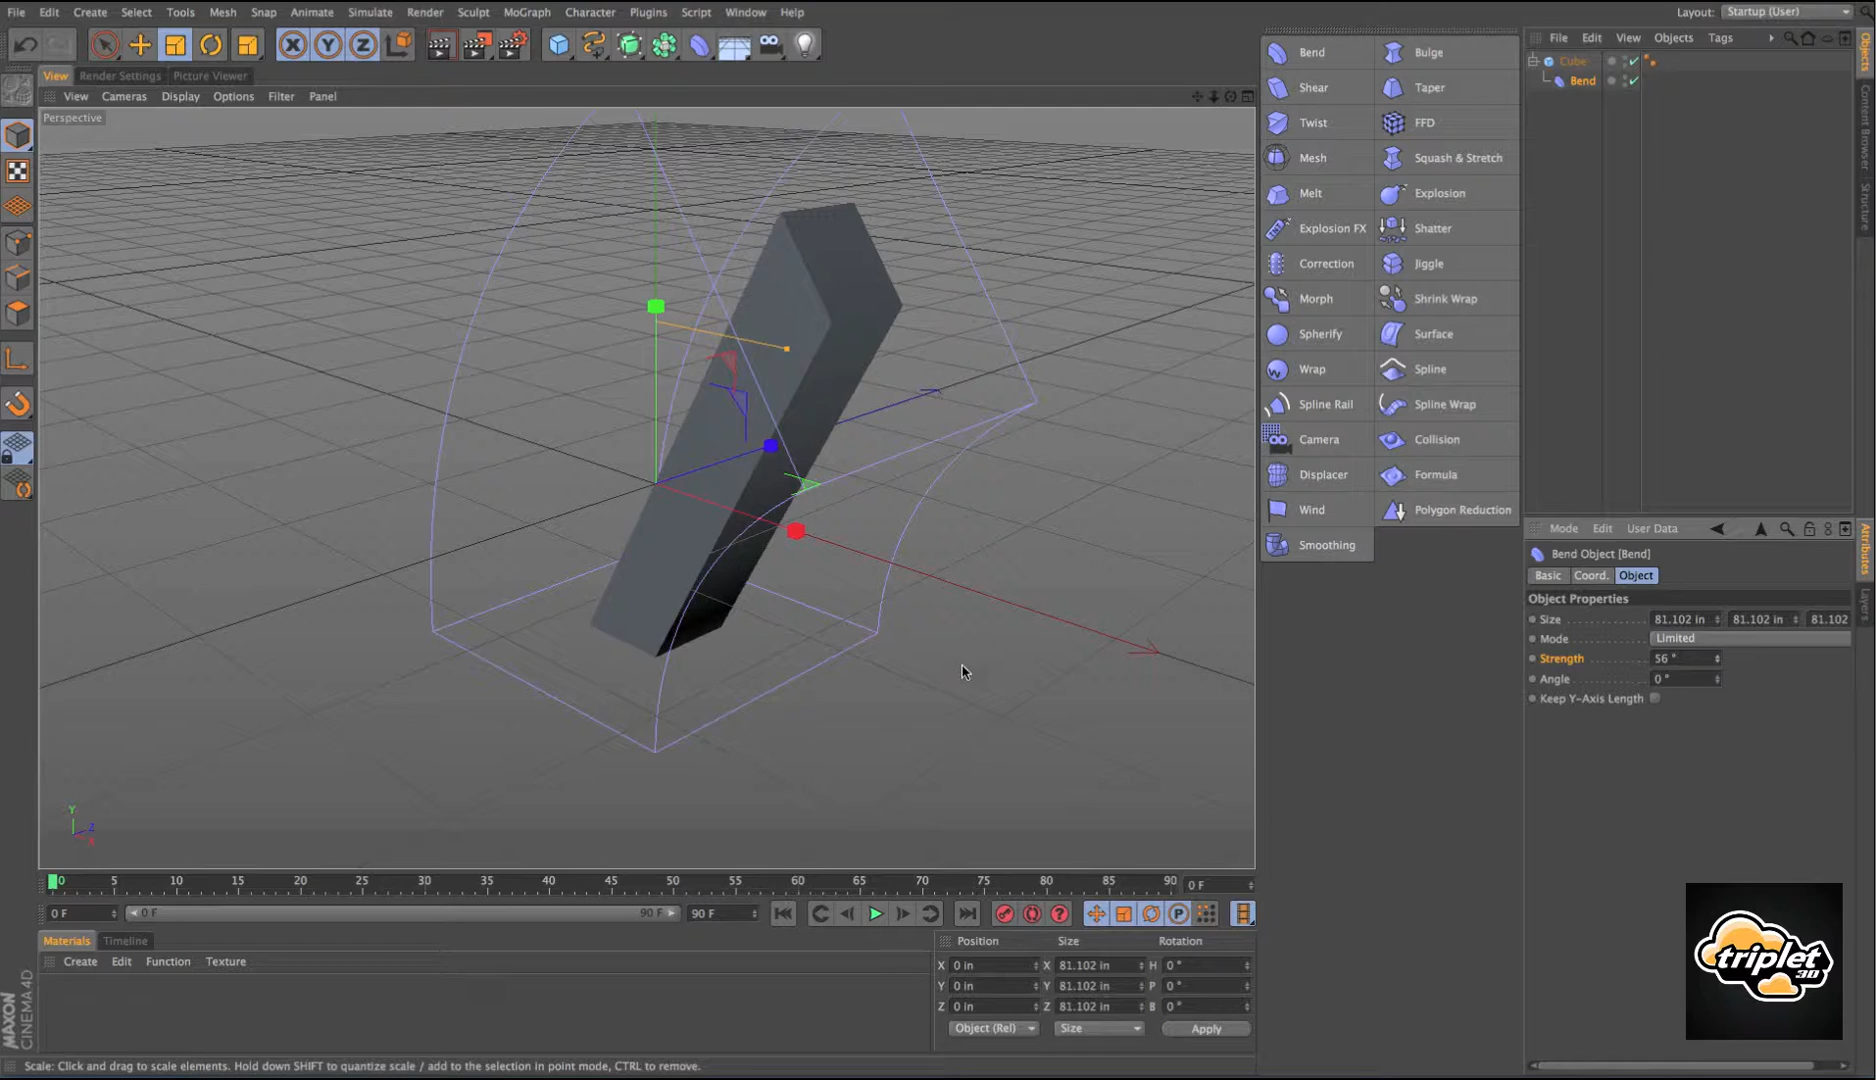 File Edit Create Select Tools Mesh Snap Animate Simulate Render Sculpt MoGraph Character Plugins Script Window Help Layout: Startup (User)
X Y Z
View Render Settings Picture Viewer
View Cameras Display Options Filter Panel
Perspective
Y
Z
X
Bend Bulge
Shear Taper
Twist FFD
Mesh Squash & Stretch
Melt Explosion
Explosion FX Shatter
Correction Jiggle
Morph Shrink Wrap
Spherify Surface
Wrap Spline
Spline Rail Spline Wrap
Camera Collision
Displacer Formula
Wind Polygon Reduction
Smoothing
File Edit View Objects Tags
Cube
Bend
Objects
Content Browser
Structure
Mode Edit User Data
Bend Object [Bend]
Basic Coord. Object
Object Properties
Size 81.102 in 81.102 in 81.102
Mode Limited
Strength 56 °
Angle 0 °
Keep Y-Axis Length
Attributes
Layers
0 5 10 15 20 25 30 35 40 45 50 55 60 65 70 75 80 85 90 0 F
0 F 0 F 90 F 90 F P
Materials Timeline
Create Edit Function Texture
Position Size Rotation
X 0 in X 81.102 in H 0 °
Y 0 in Y 81.102 in P 0 °
Z 0 in Z 81.102 in B 0 °
Object (Rel) Size Apply
MAXON
CINEMA 4D
triplet
3D
Scale: Click and drag to scale elements. Hold down SHIFT to quantize scale / add to the selection in point mode, CTRL to remove.